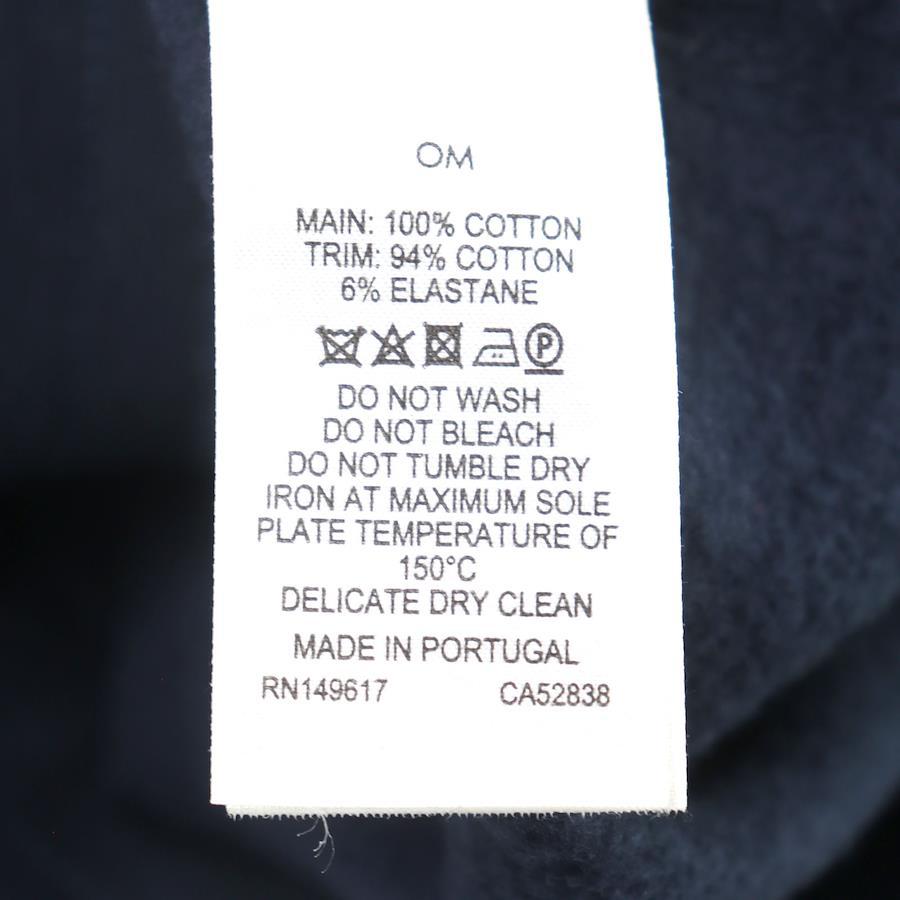 OM
MAIN: 100% COTTON
TRIM: 94% COTTON
6% ELASTANE
P
DO NOT WASH
DO NOT BLEACH
DO NOT TUMBLE DRY
IRON AT MAXIMUM SOLE
PLATE TEMPERATURE OF
150°C
DELICATE DRY CLEAN
MADE IN PORTUGAL
RN149617 CA52838